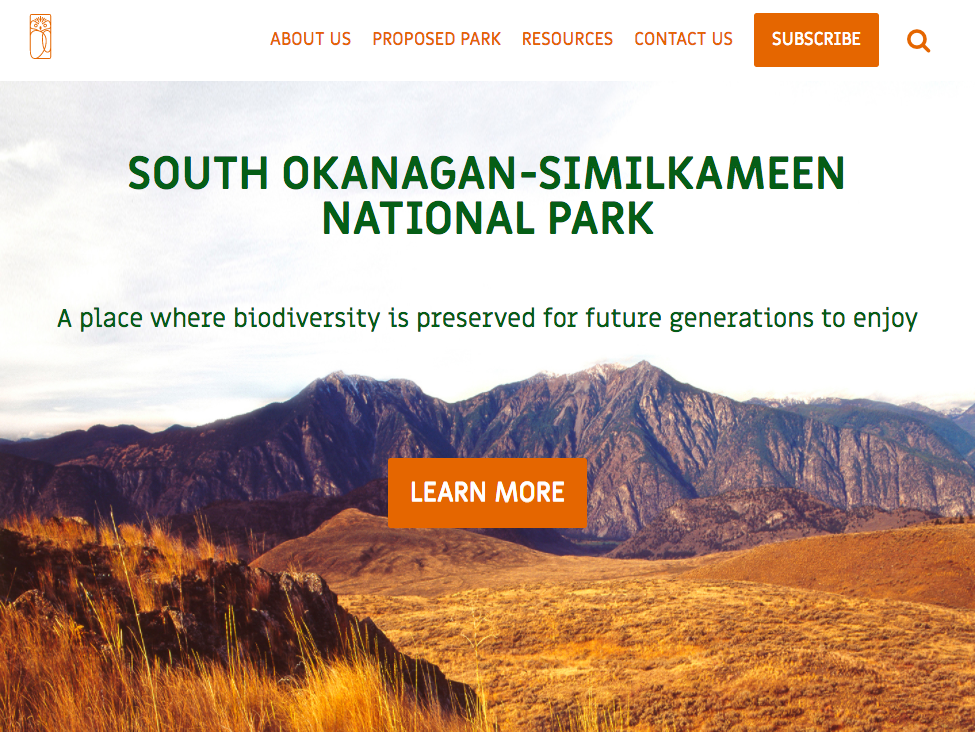 ABOUT US PROPOSED PARK RESOURCES CONTACT US SUBSCRIBE
SOUTH OKANAGAN-SIMILKAMEEN
NATIONAL PARK
A place where biodiversity is preserved for future generations to enjoy
LEARN MORE